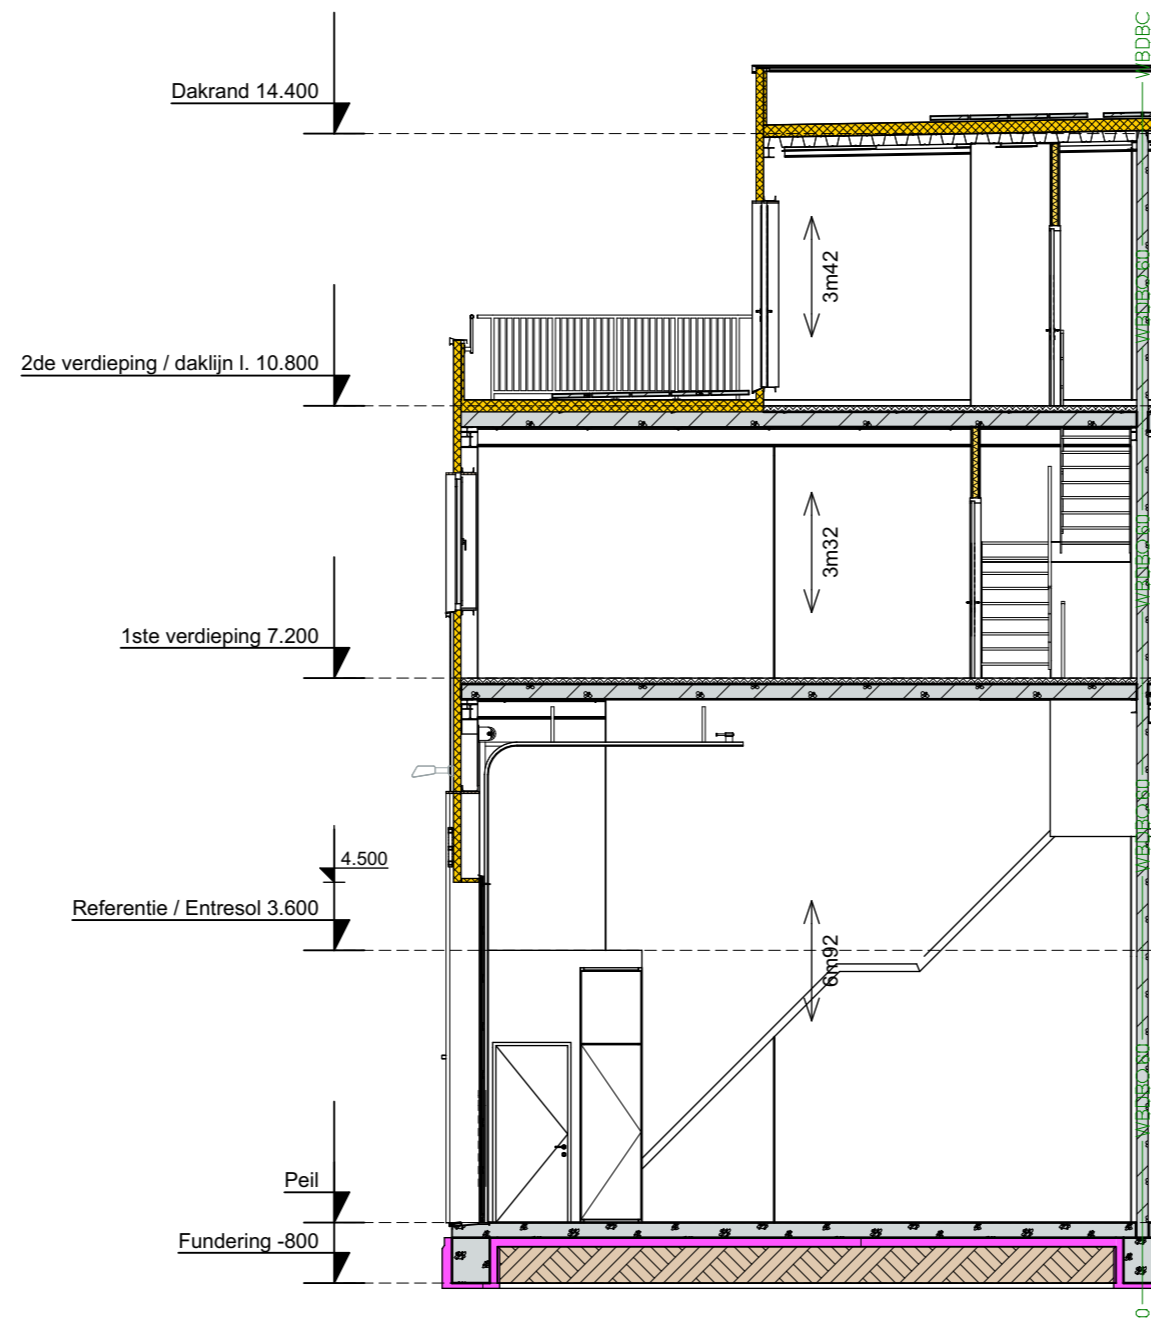 WBDBC
Dakrand 14.400
3m42
2de verdieping / daklijn I. 10.800
3m32
1ste verdieping 7.200
4.500
Referentie / Entresol 3.600
6m92
Peil
Fundering -800
0